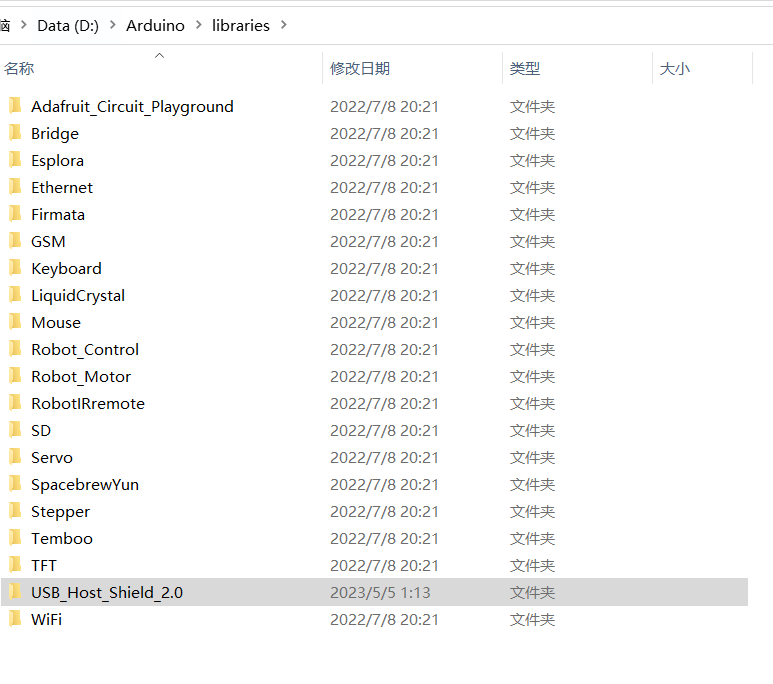 脑 > Data (D:) > Arduino > libraries >
名称 修改日期 类型 大小
Adafruit_Circuit_Playground 2022/7/8 20:21 文件夹
Bridge 2022/7/8 20:21 文件夹
Esplora 2022/7/8 20:21 文件夹
Ethernet 2022/7/8 20:21 文件夹
Firmata 2022/7/8 20:21 文件夹
GSM 2022/7/8 20:21 文件夹
Keyboard 2022/7/8 20:21 文件夹
LiquidCrystal 2022/7/8 20:21 文件夹
Mouse 2022/7/8 20:21 文件夹
Robot_Control 2022/7/8 20:21 文件夹
Robot_Motor 2022/7/8 20:21 文件夹
RobotIRremote 2022/7/8 20:21 文件夹
SD 2022/7/8 20:21 文件夹
Servo 2022/7/8 20:21 文件夹
SpacebrewYun 2022/7/8 20:21 文件夹
Stepper 2022/7/8 20:21 文件夹
Temboo 2022/7/8 20:21 文件夹
TFT 2022/7/8 20:21 文件夹
USB_Host_Shield_2.0 2023/5/5 1:13 文件夹
WiFi 2022/7/8 20:21 文件夹